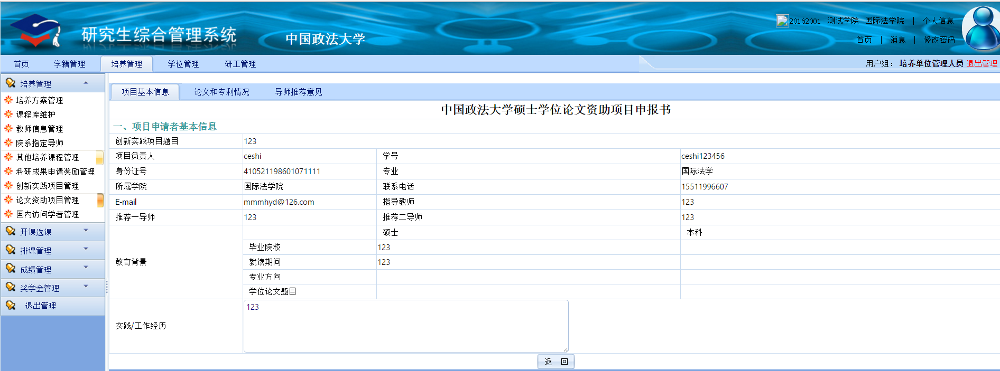 研究生综合管理系统
中国政法大学
20162001 测试学院 国际法学院 | 个人信息
首页 | 消息 | 修改密码
首页 学籍管理 培养管理 学位管理 研工管理
用户组： 培养单位管理人员 退出管理
培养管理
培养方案管理
课程库维护
教师信息管理
院系指定导师
其他培养课程管理
科研成果申请奖励管理
创新实践项目管理
论文资助项目管理
国内访问学者管理
开课选课
排课管理
成绩管理
奖学金管理
退出管理
项目基本信息 论文和专利情况 导师推荐意见
中国政法大学硕士学位论文资助项目申报书
一、项目申请者基本信息
创新实践项目题目 123
项目负责人 ceshi 学号 ceshi123456
身份证号 410521198601071111 专业 国际法学
所属学院 国际法学院 联系电话 15511996607
E-mail mmmhyd@126.com 指导教师 123
推荐一导师 123 推荐二导师 123
教育背景
硕士 本科
毕业院校 123
就读期间 123
专业方向
学位论文题目
实践/工作经历 123
返 回